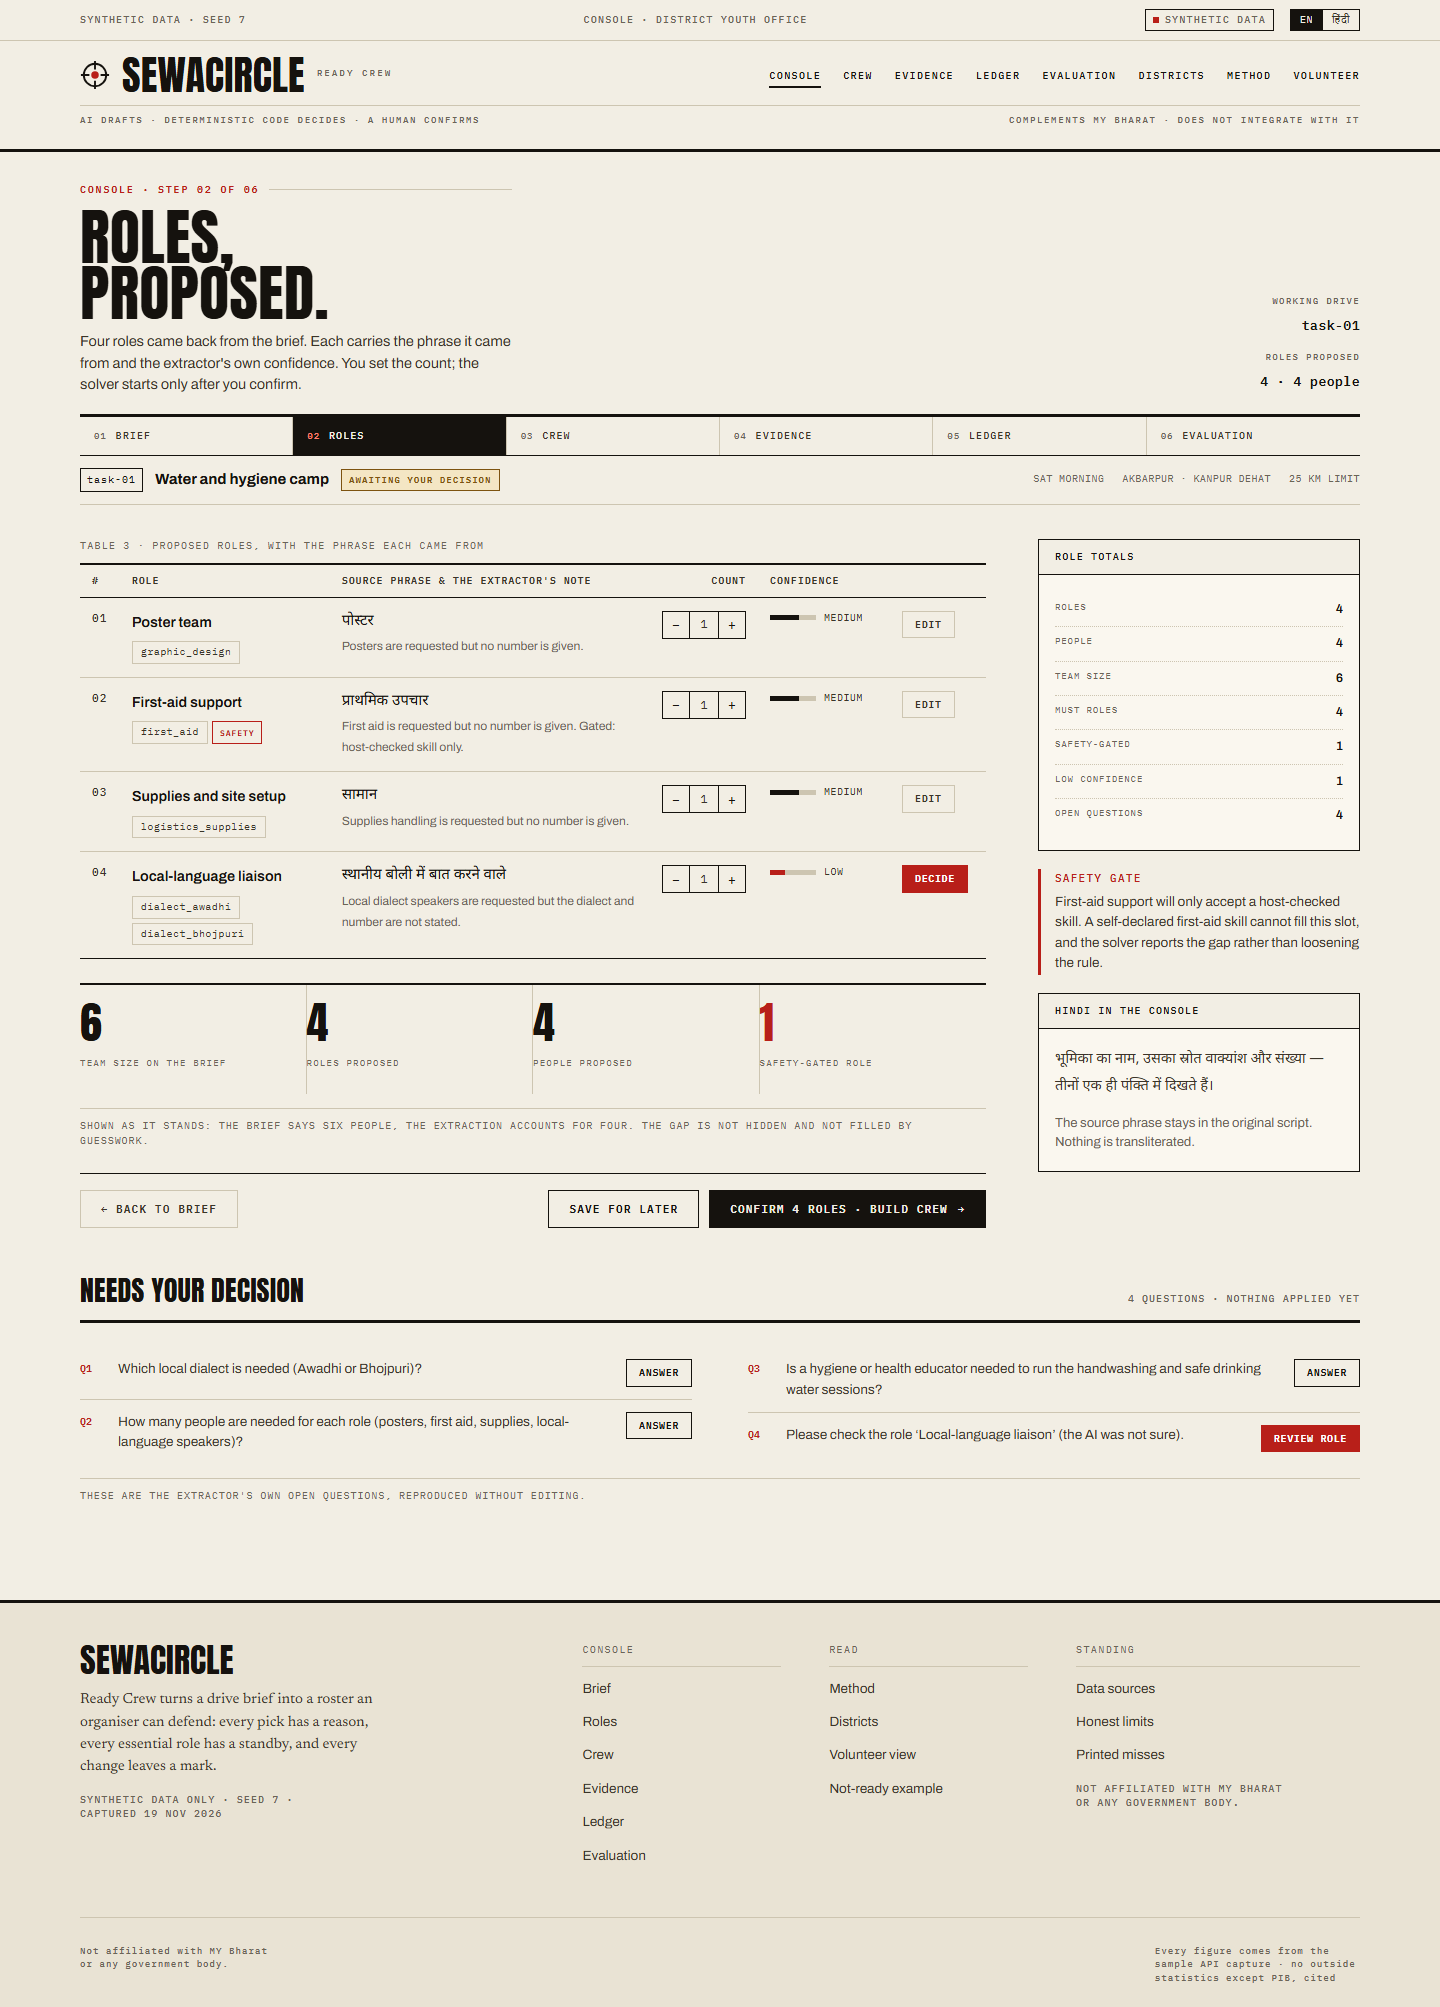 SYNTHETIC DATA · SEED 7
CONSOLE · DISTRICT YOUTH OFFICE
SYNTHETIC DATA
EN
हिंदी
SEWACIRCLE
READY CREW
CONSOLE CREW EVIDENCE LEDGER EVALUATION DISTRICTS METHOD VOLUNTEER
AI DRAFTS · DETERMINISTIC CODE DECIDES · A HUMAN CONFIRMS
COMPLEMENTS MY BHARAT · DOES NOT INTEGRATE WITH IT
CONSOLE · STEP 02 OF 06
ROLES,
PROPOSED.
Four roles came back from the brief. Each carries the phrase it came
from and the extractor's own confidence. You set the count; the
solver starts only after you confirm.
WORKING DRIVE
task-01
ROLES PROPOSED
4 · 4 people
01 BRIEF
02 ROLES
03 CREW
04 EVIDENCE
05 LEDGER
06 EVALUATION
task-01 Water and hygiene camp AWAITING YOUR DECISION
SAT MORNING AKBARPUR · KANPUR DEHAT 25 KM LIMIT
TABLE 3 · PROPOSED ROLES, WITH THE PHRASE EACH CAME FROM
# ROLE SOURCE PHRASE & THE EXTRACTOR'S NOTE COUNT CONFIDENCE
01 Poster team पोस्टर − 1 + MEDIUM EDIT
graphic_design
Posters are requested but no number is given.
02 First-aid support प्राथमिक उपचार − 1 + MEDIUM EDIT
first_aid SAFETY
First aid is requested but no number is given. Gated:
host-checked skill only.
03 Supplies and site setup सामान − 1 + MEDIUM EDIT
logistics_supplies
Supplies handling is requested but no number is given.
04 Local-language liaison स्थानीय बोली में बात करने वाले − 1 + LOW DECIDE
dialect_awadhi
dialect_bhojpuri
Local dialect speakers are requested but the dialect and
number are not stated.
6
TEAM SIZE ON THE BRIEF
4
ROLES PROPOSED
4
PEOPLE PROPOSED
1
SAFETY-GATED ROLE
SHOWN AS IT STANDS: THE BRIEF SAYS SIX PEOPLE, THE EXTRACTION ACCOUNTS FOR FOUR. THE GAP IS NOT HIDDEN AND NOT FILLED BY
GUESSWORK.
← BACK TO BRIEF
SAVE FOR LATER
CONFIRM 4 ROLES · BUILD CREW →
ROLE TOTALS
ROLES 4
PEOPLE 4
TEAM SIZE 6
MUST ROLES 4
SAFETY-GATED 1
LOW CONFIDENCE 1
OPEN QUESTIONS 4
SAFETY GATE
First-aid support will only accept a host-checked
skill. A self-declared first-aid skill cannot fill this slot,
and the solver reports the gap rather than loosening
the rule.
HINDI IN THE CONSOLE
भूमिका का नाम, उसका स्रोत वाक्यांश और संख्या —
तीनों एक ही पंक्ति में दिखते हैं।
The source phrase stays in the original script.
Nothing is transliterated.
NEEDS YOUR DECISION
4 QUESTIONS · NOTHING APPLIED YET
Q1 Which local dialect is needed (Awadhi or Bhojpuri)? ANSWER
Q2 How many people are needed for each role (posters, first aid, supplies, local-
language speakers)?
ANSWER
Q3 Is a hygiene or health educator needed to run the handwashing and safe drinking
water sessions?
ANSWER
Q4 Please check the role ‘Local-language liaison’ (the AI was not sure). REVIEW ROLE
THESE ARE THE EXTRACTOR'S OWN OPEN QUESTIONS, REPRODUCED WITHOUT EDITING.
SEWACIRCLE
Ready Crew turns a drive brief into a roster an
organiser can defend: every pick has a reason,
every essential role has a standby, and every
change leaves a mark.
SYNTHETIC DATA ONLY · SEED 7 ·
CAPTURED 19 NOV 2026
CONSOLE
Brief
Roles
Crew
Evidence
Ledger
Evaluation
READ
Method
Districts
Volunteer view
Not-ready example
STANDING
Data sources
Honest limits
Printed misses
NOT AFFILIATED WITH MY BHARAT
OR ANY GOVERNMENT BODY.
Not affiliated with MY Bharat
or any government body.
Every figure comes from the
sample API capture · no outside
statistics except PIB, cited